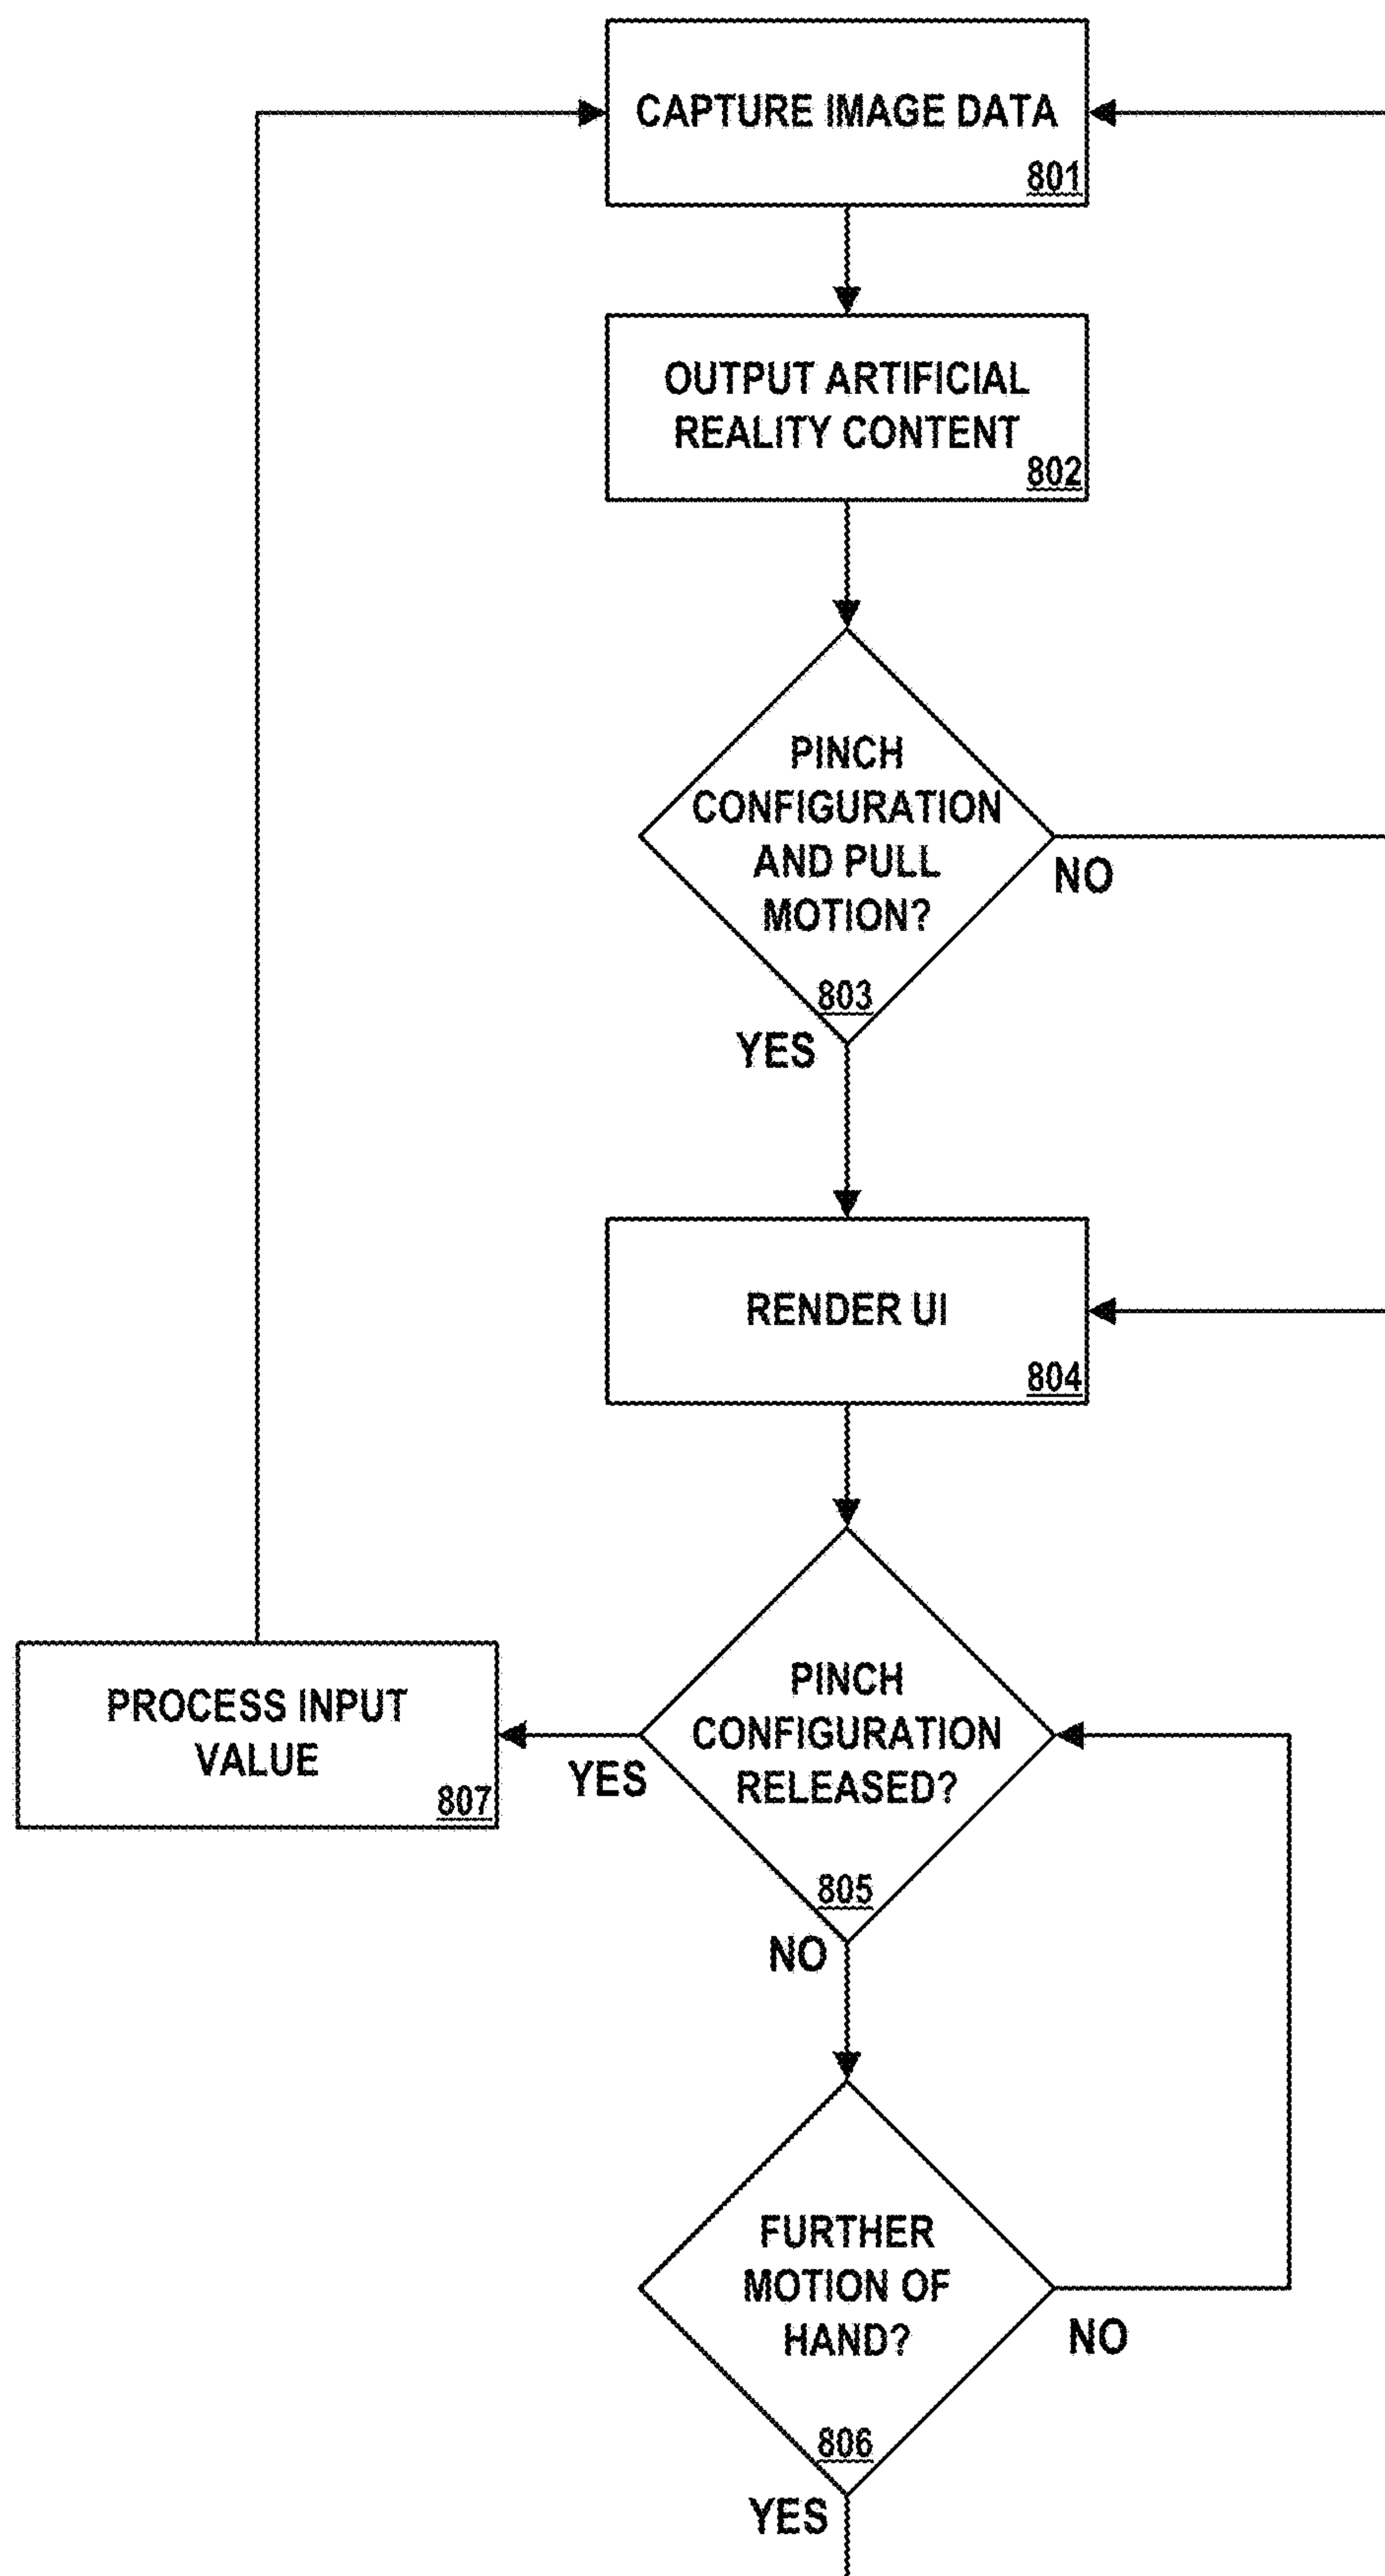 CAPTURE IMAGE DATA
801
OUTPUT ARTIFICIAL
REALITY CONTENT
802
PINCH
CONFIGURATION
AND PULL
MOTION?
803
NO
YES
RENDER UI
804
PINCH
CONFIGURATION
RELEASED?
805
YES
PROCESS INPUT
VALUE
807
NO
FURTHER
MOTION OF
HAND?
806
NO
YES